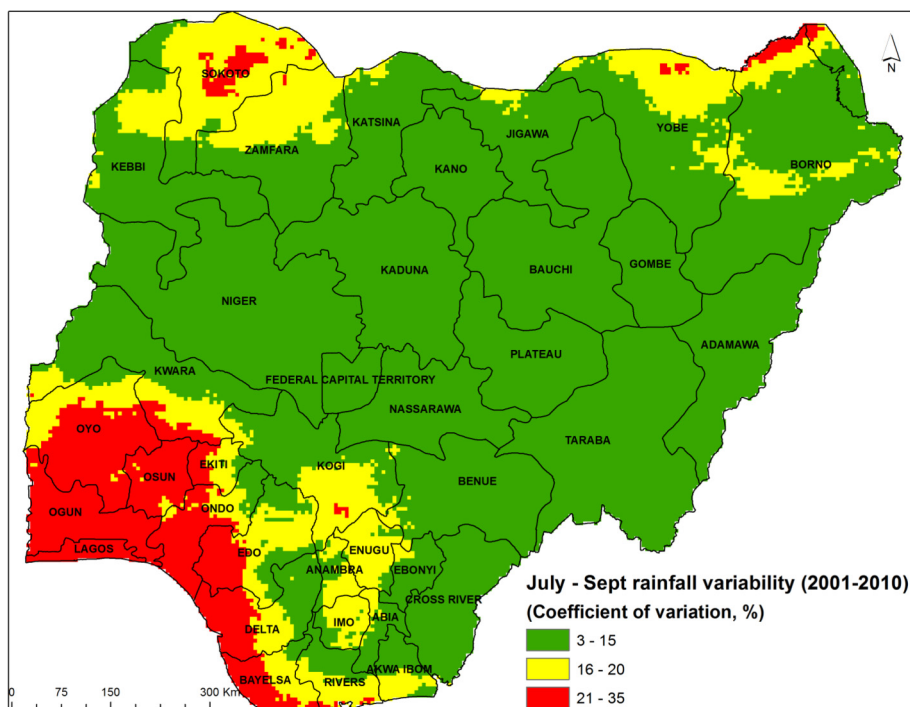 N
SOKOTO
KATSINA
JIGAWA
YOBE
ZAMFARA
KEBBI
KANO
BORNO
KADUNA
BAUCHI
GOMBE
NIGER
ADAMAWA
PLATEAU
KWARA
FEDERAL CAPITAL TERRITORY
NASSARAWA
OYO
TARABA
EKITI
KOGI
OSUN
BENUE
OGUN
ONDO
LAGOS
EDO
ENUGU
ANAMBRA
EBONYI
CROSS RIVER
IMO
ABIA
DELTA
AKWA IBOM
BAYELSA
RIVERS
July - Sept rainfall variability (2001-2010)
(Coefficient of variation, %)
3 - 15
16 - 20
21 - 35
0 75 150 300 Km